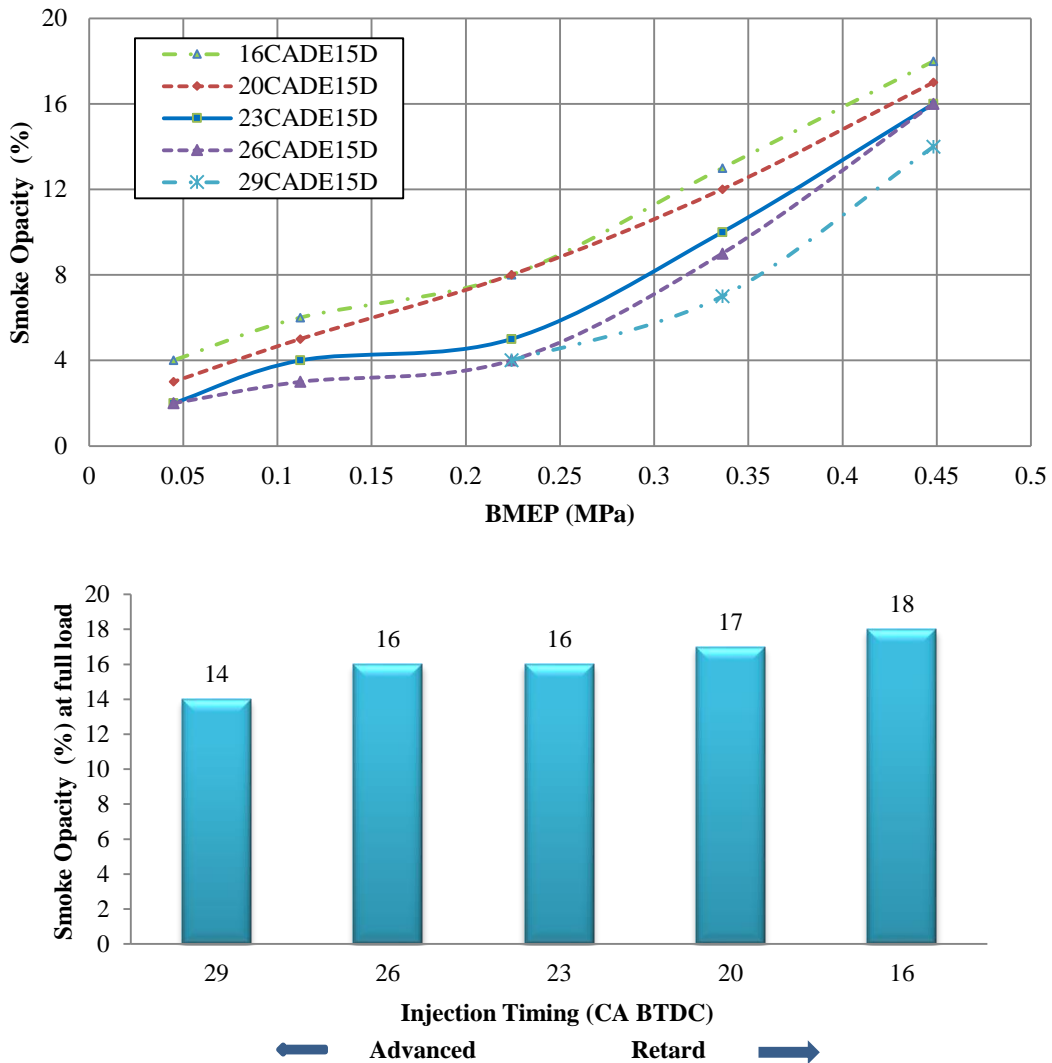 20
16CADE15D
20CADE15D
23CADE15D
26CADE15D
29CADE15D
16
12
8
4
0
Smoke Opacity (%)
0 0.05 0.1 0.15 0.2 0.25 0.3 0.35 0.4 0.45 0.5
BMEP (MPa)
20
18
16
14
12
10
8
6
4
2
0
Smoke Opacity (%) at full load
14 16 16 17 18
29 26 23 20 16
Injection Timing (CA BTDC)
Advanced Retard